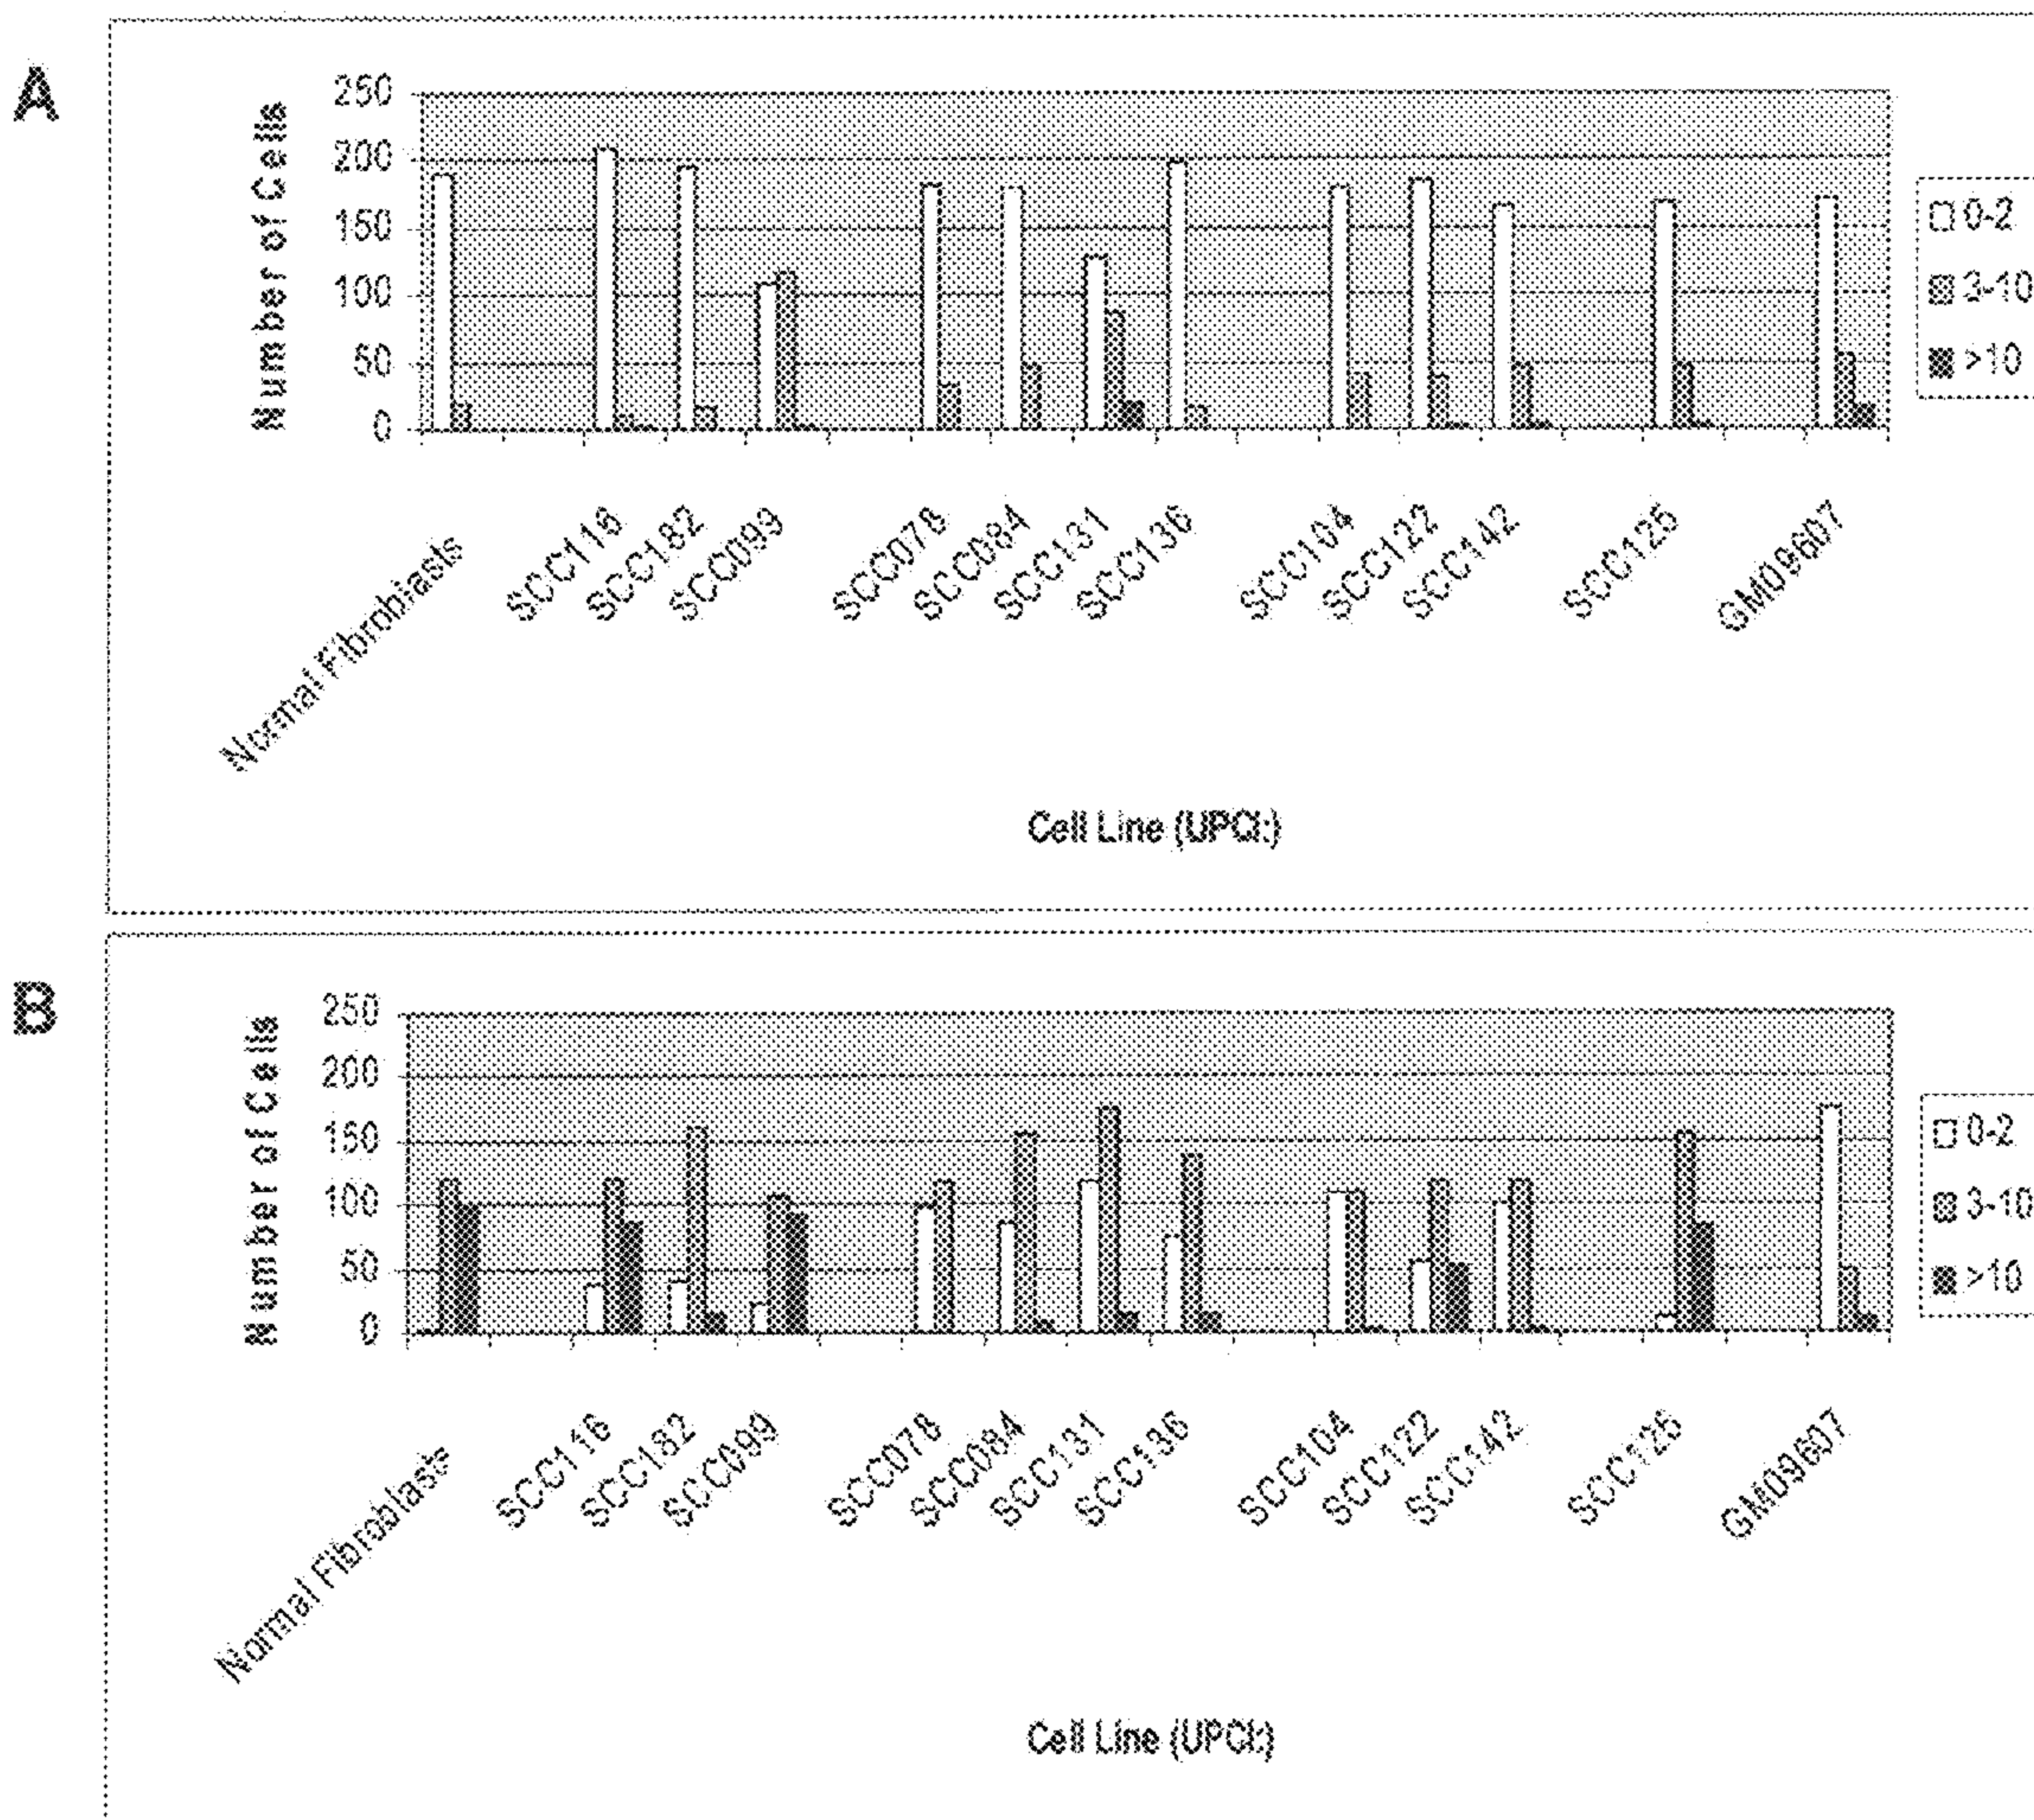 A
Number of Cells
250
200
150
100
50
0
0-2
3-10
>10
Normal Fibroblasts
SCC116
SCC182
SCC099
SCC078
SCC084
SCC131
SCC136
SCC104
SCC122
SCC142
SCC125
GM09607
Cell Line (UPCI:)
B
Number of Cells
250
200
150
100
50
0
0-2
3-10
>10
Normal Fibroblasts
SCC116
SCC182
SCC099
SCC078
SCC084
SCC131
SCC136
SCC104
SCC122
SCC142
SCC125
GM09607
Cell Line (UPCI:)